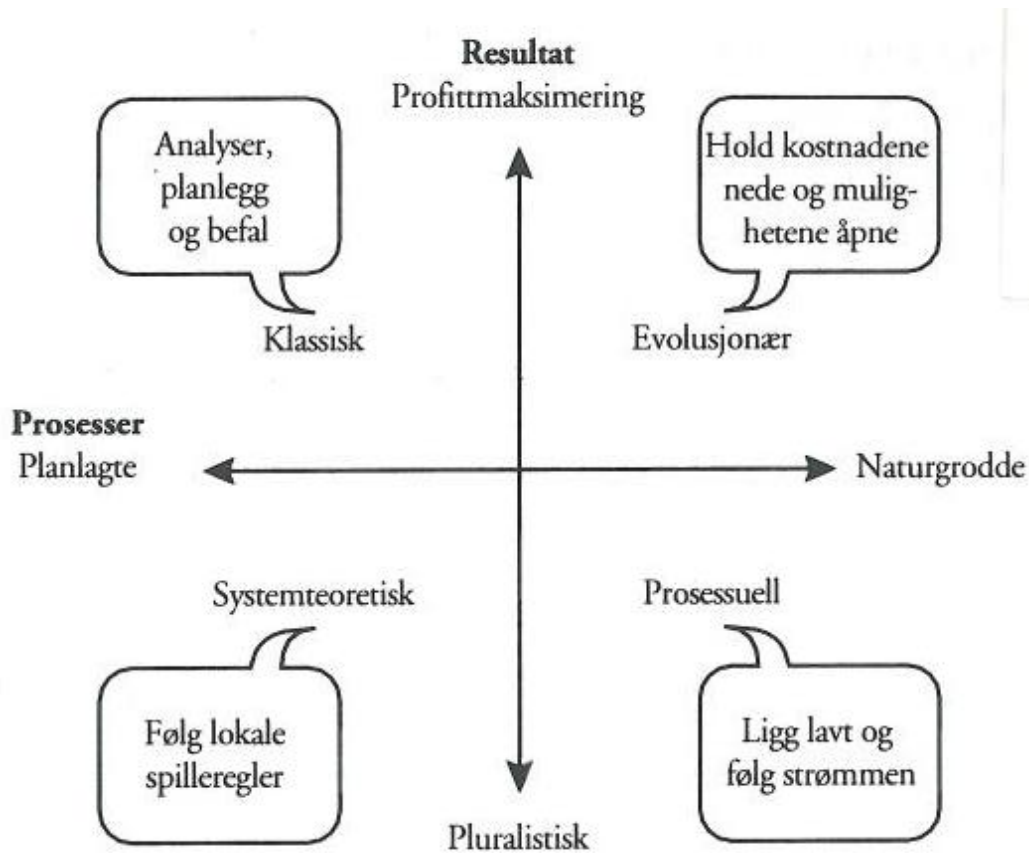 Resultat
Profittmaksimering
Analyser,
planlegg
og befal
Hold kostnadene
nede og mulig-
hetene åpne
Klassisk
Evolusjonær
Prosesser
Planlagte
Naturgrodde
Systemteoretisk
Prosessuell
Følg lokale
spilleregler
Ligg lavt og
følg strømmen
Pluralistisk